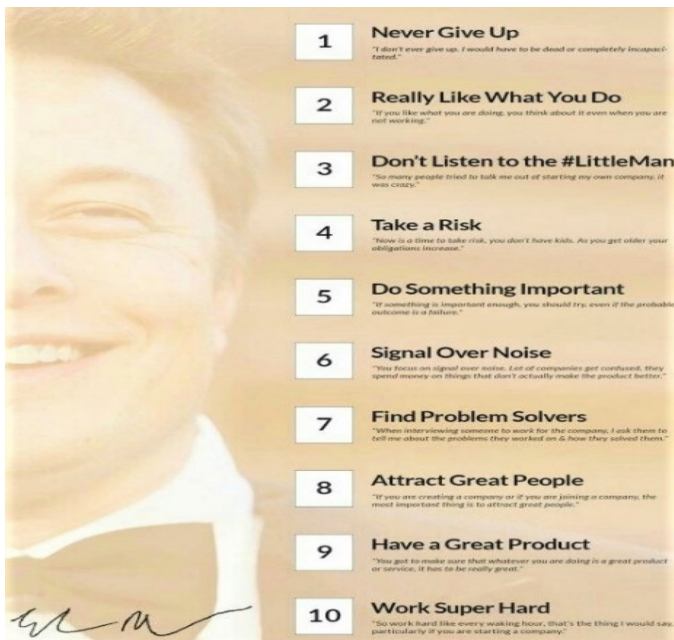 1
Never Give Up
"I don't ever give up. I would have to be dead or completely incapaci-
tated."
2
Really Like What You Do
"If you like what you are doing, you think about it even when you are
not working."
3
Don't Listen to the #LittleMan
"So many people tried to talk me out of starting my own company, it
was crazy."
4
Take a Risk
"Now is a time to take risk, you don't have kids. As you get older your
obligations increase."
5
Do Something Important
"If something is important enough, you should try, even if the probable
outcome is a failure."
6
Signal Over Noise
"You focus on signal over noise. Lot of companies get confused, they
spend money on things that don't actually make the product better."
7
Find Problem Solvers
"When interviewing someone to work for the company, I ask them to
tell me about the problems they worked on & how they solved them."
8
Attract Great People
"If you are creating a company or if you are joining a company, the
most important thing is to attract great people."
9
Have a Great Product
"You got to make sure that whatever you are doing is a great product
or service, it has to be really great."
10
Work Super Hard
"So work hard like every waking hour, that's the thing I would say,
particularly if you are starting a company."